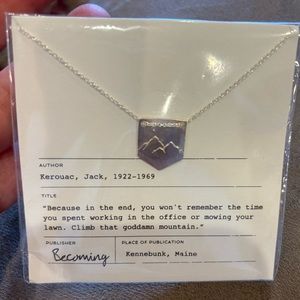 AUTHOR
Kerouac, Jack, 1922-1969
TITLE
"Because in the end, you won't remember the time
you spent working in the office or mowing your
lawn. Climb that goddamn mountain."
PUBLISHER PLACE OF PUBLICATION
Becoming Kennebunk, Maine